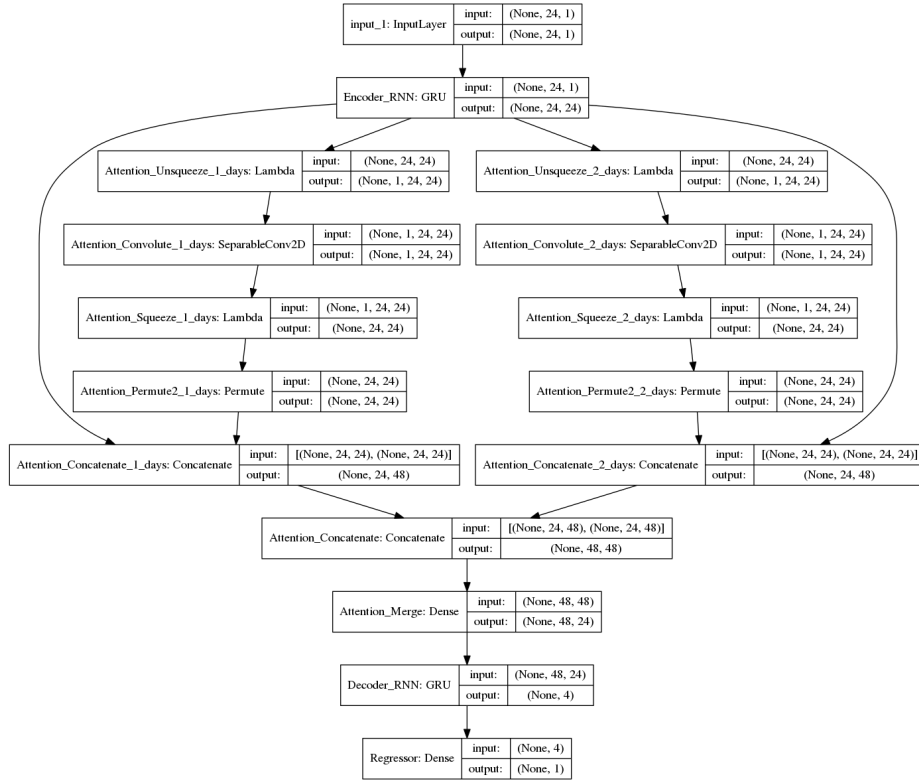 input_1: InputLayer
input: (None, 24, 1)
output: (None, 24, 1)
Encoder_RNN: GRU
input: (None, 24, 1)
output: (None, 24, 24)
Attention_Unsqueeze_1_days: Lambda
input: (None, 24, 24)
output: (None, 1, 24, 24)
Attention_Unsqueeze_2_days: Lambda
input: (None, 24, 24)
output: (None, 1, 24, 24)
Attention_Convolute_1_days: SeparableConv2D
input: (None, 1, 24, 24)
output: (None, 1, 24, 24)
Attention_Convolute_2_days: SeparableConv2D
input: (None, 1, 24, 24)
output: (None, 1, 24, 24)
Attention_Squeeze_1_days: Lambda
input: (None, 1, 24, 24)
output: (None, 24, 24)
Attention_Squeeze_2_days: Lambda
input: (None, 1, 24, 24)
output: (None, 24, 24)
Attention_Permute2_1_days: Permute
input: (None, 24, 24)
output: (None, 24, 24)
Attention_Permute2_2_days: Permute
input: (None, 24, 24)
output: (None, 24, 24)
Attention_Concatenate_1_days: Concatenate
input: [(None, 24, 24), (None, 24, 24)]
output: (None, 24, 48)
Attention_Concatenate_2_days: Concatenate
input: [(None, 24, 24), (None, 24, 24)]
output: (None, 24, 48)
Attention_Concatenate: Concatenate
input: [(None, 24, 48), (None, 24, 48)]
output: (None, 48, 48)
Attention_Merge: Dense
input: (None, 48, 48)
output: (None, 48, 24)
Decoder_RNN: GRU
input: (None, 48, 24)
output: (None, 4)
Regressor: Dense
input: (None, 4)
output: (None, 1)